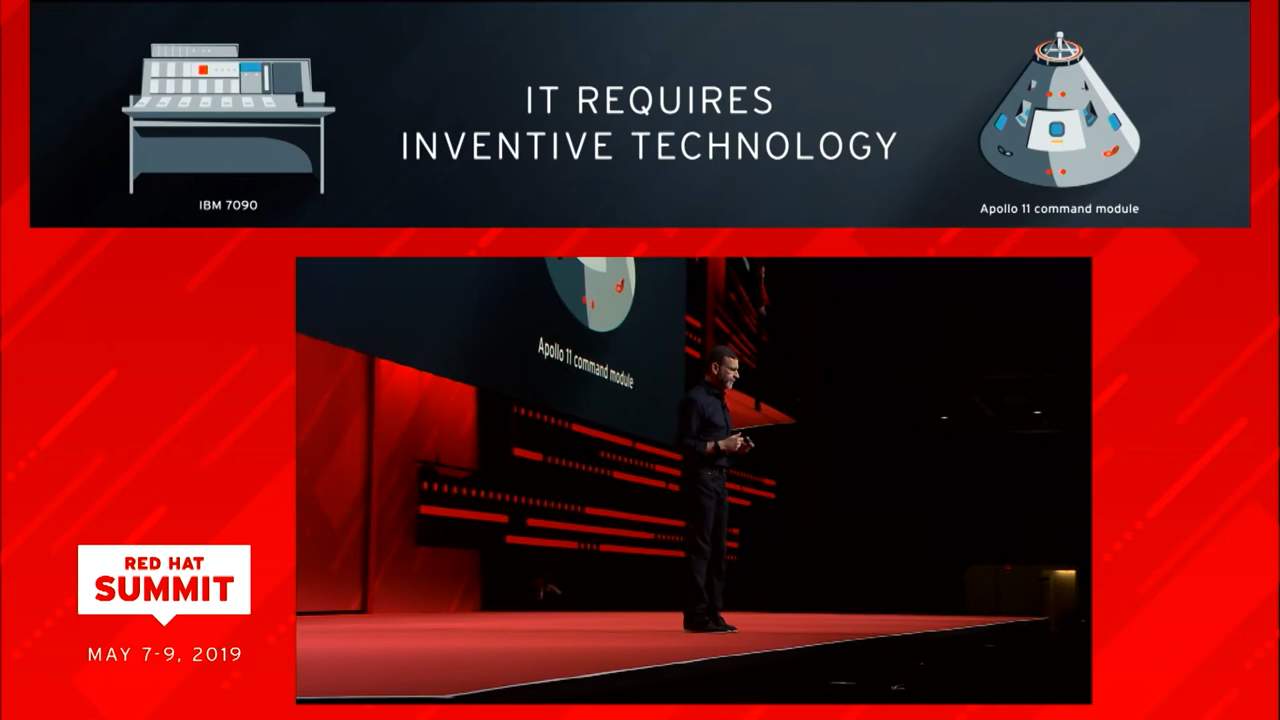 IT REQUIRES
INVENTIVE TECHNOLOGY
IBM 7090
Apollo 11 command module
Apollo 11 command module
RED HAT
SUMMIT
MAY 7-9, 2019